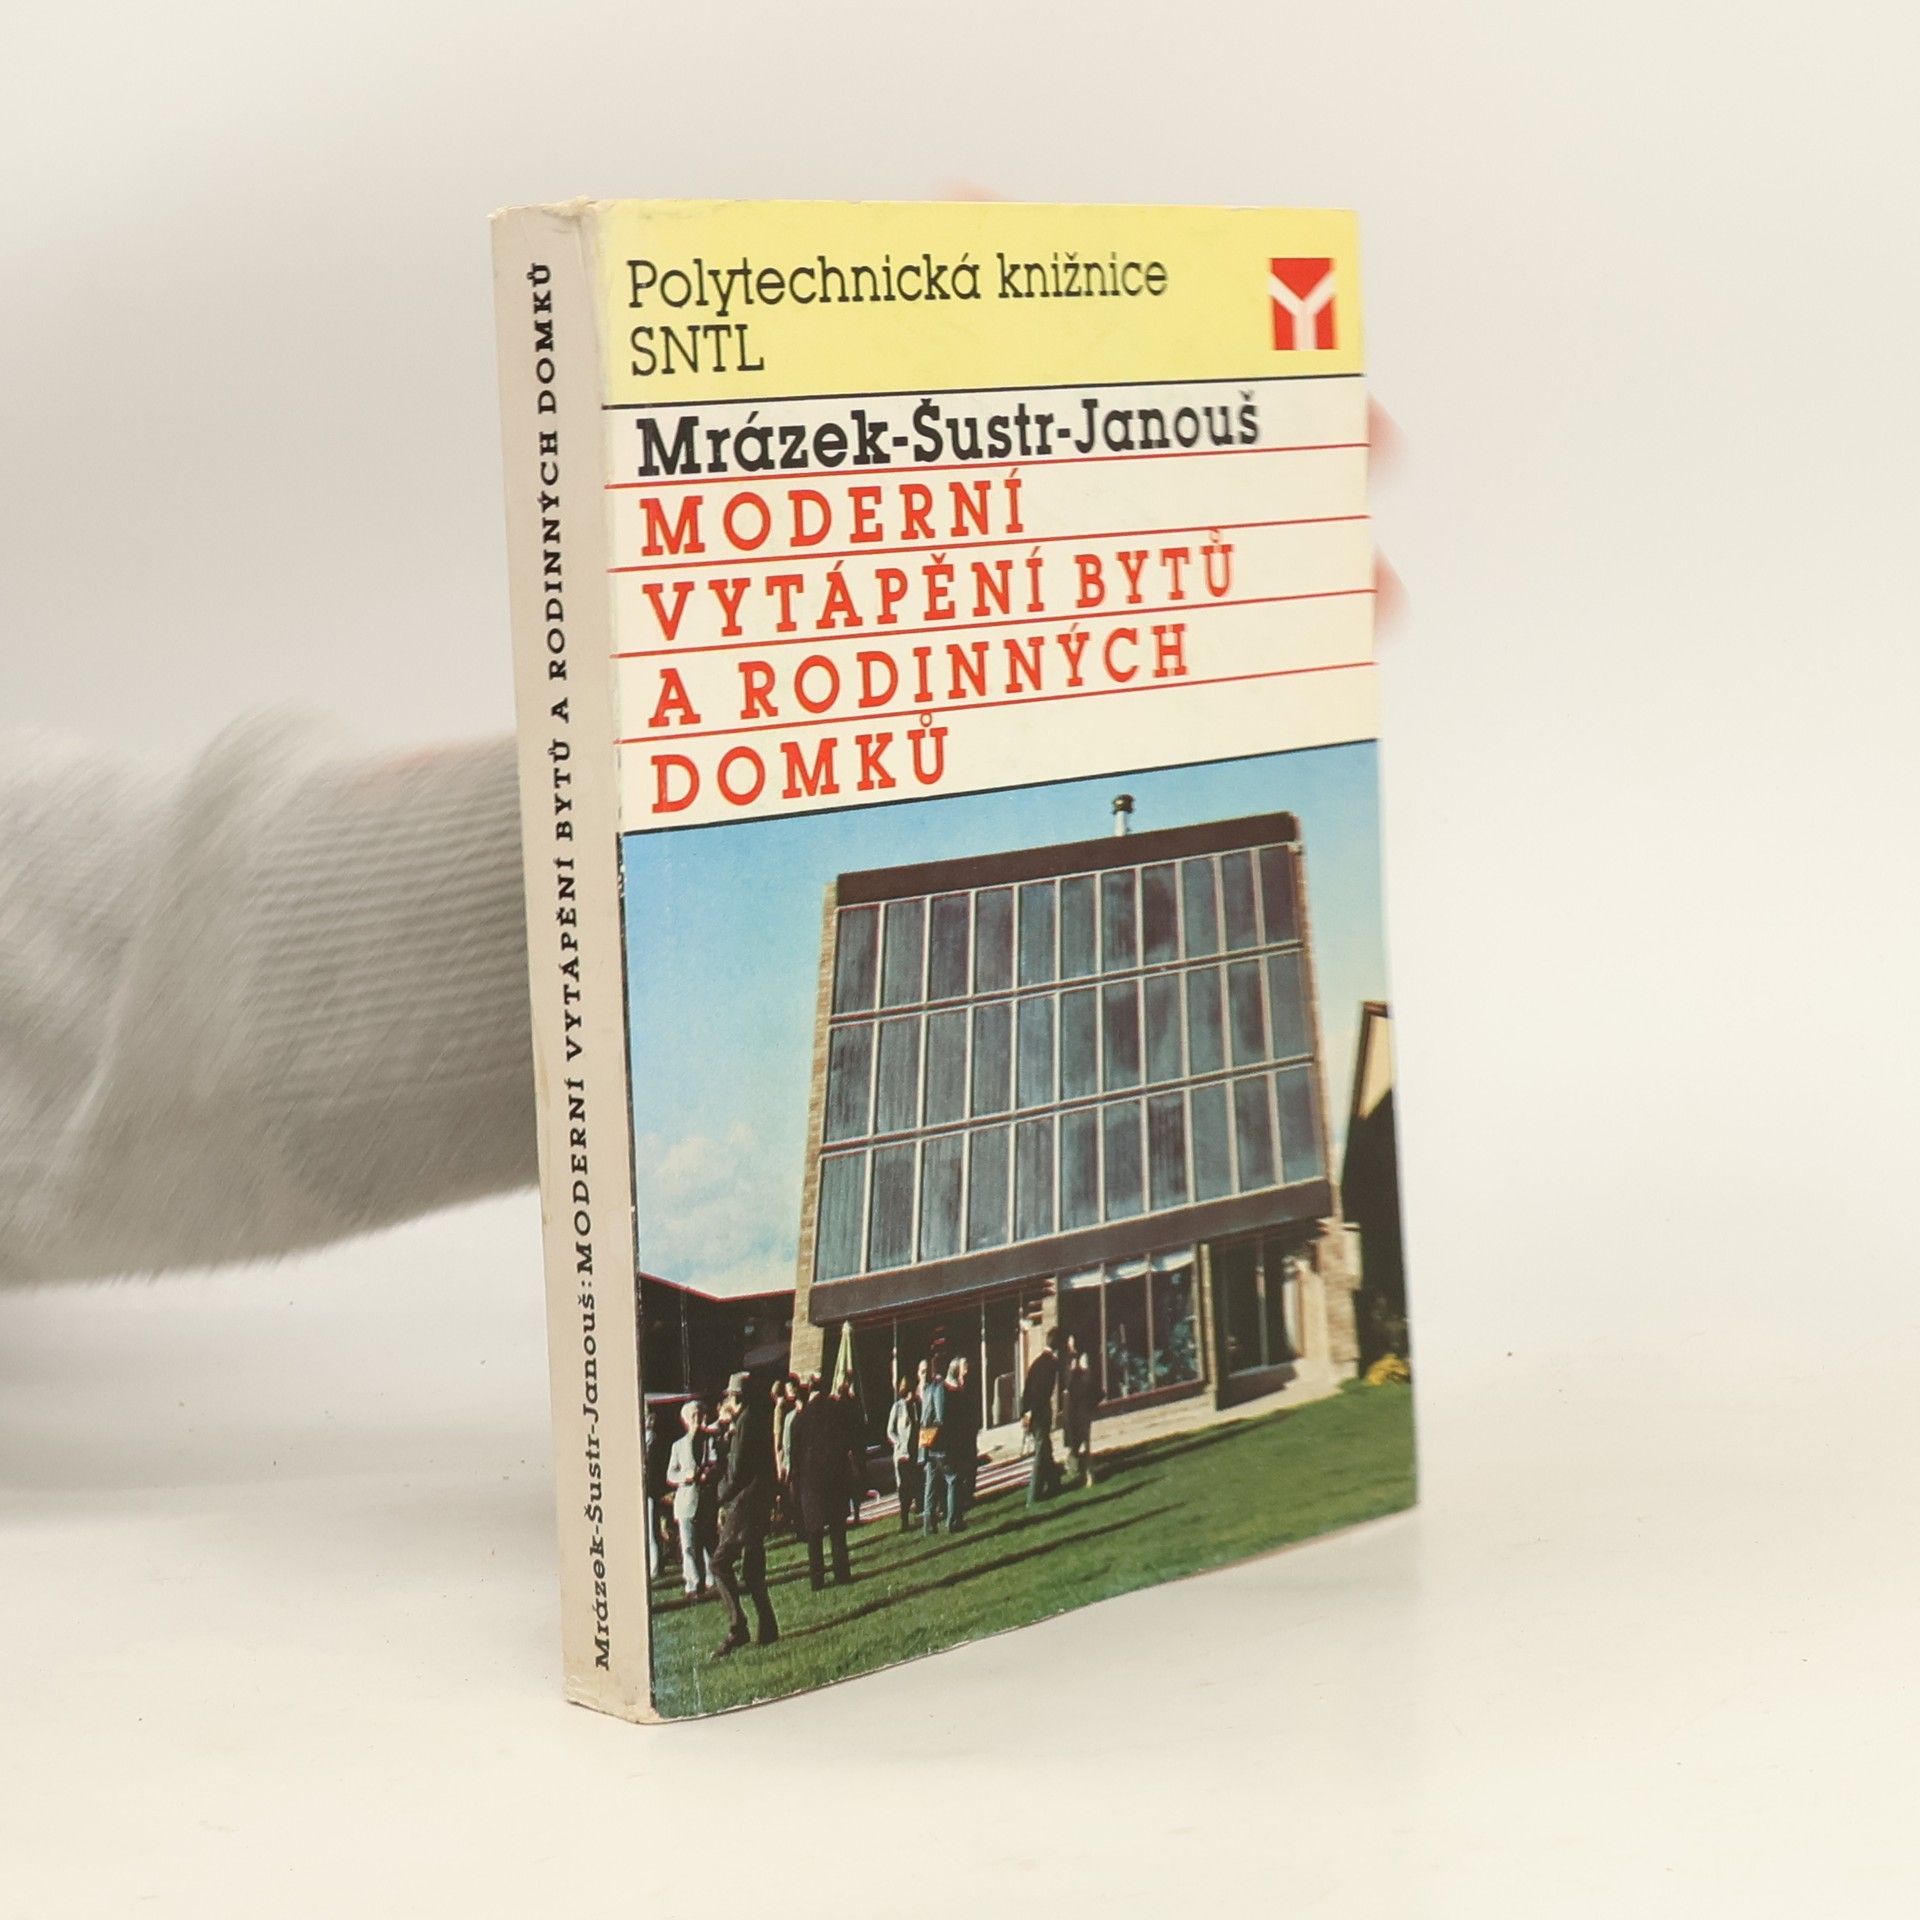 Polytechnická knižnice
SNTL
Mrázek-Šustr-Janouš
MODERNÍ
VYTÁPĚNÍ BYTŮ
A RODINNÝCH
DOMKŮ
Mrázek-Šustr-Janouš: MODERNÍ VYTÁPĚNÍ BYTŮ A RODINNÝCH DOMKŮ